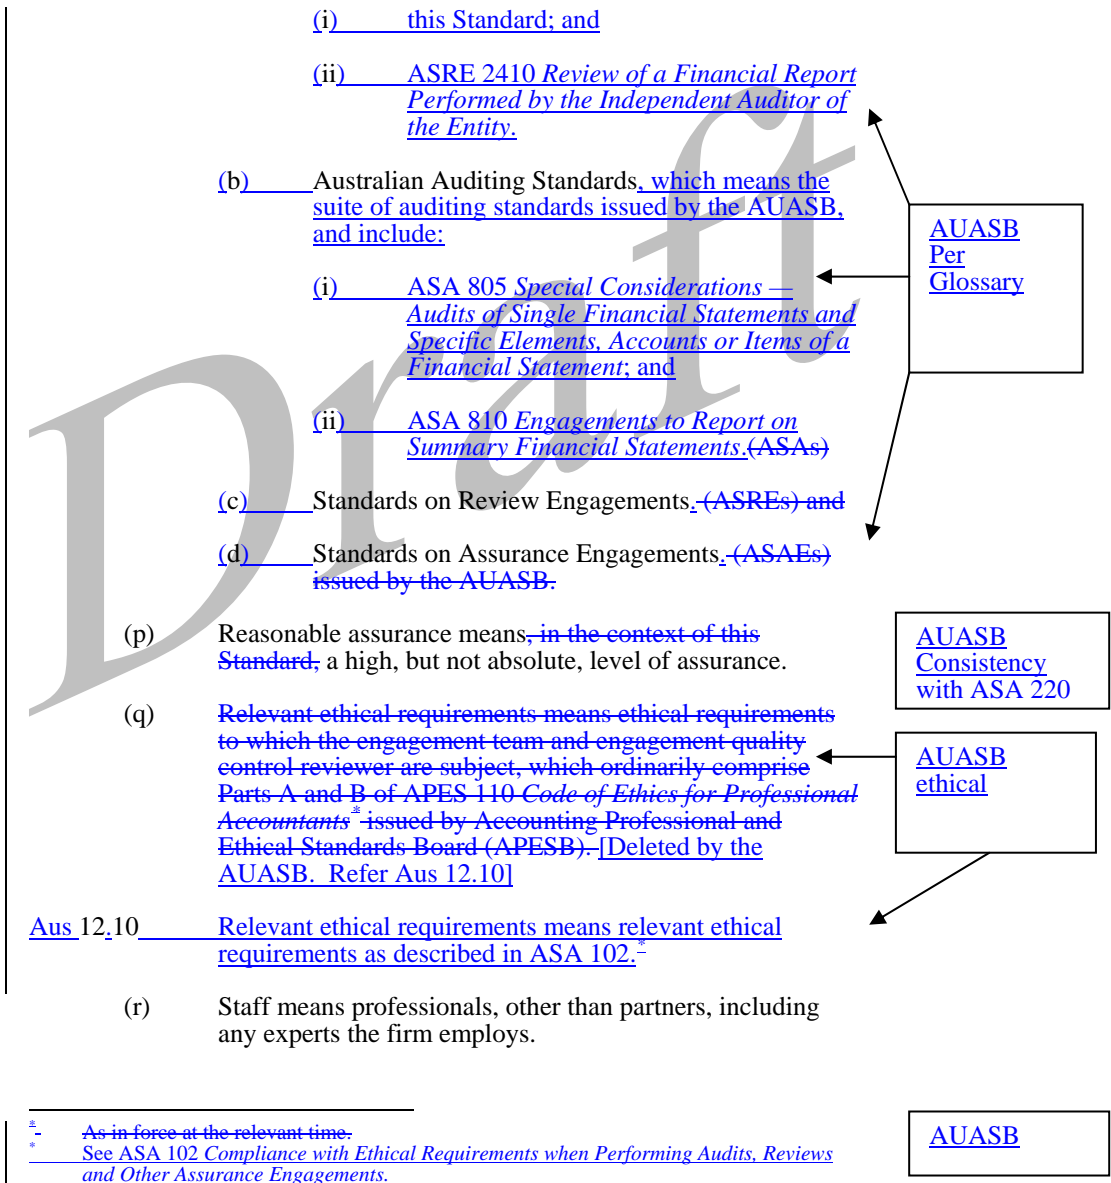 (i) this Standard; and
(ii) ASRE 2410 Review of a Financial Report
Performed by the Independent Auditor of
the Entity.
(b) Australian Auditing Standards, which means the
suite of auditing standards issued by the AUASB,
and include:
AUASB
Per
Glossary
(i) ASA 805 Special Considerations —
Audits of Single Financial Statements and
Specific Elements, Accounts or Items of a
Financial Statement; and
(ii) ASA 810 Engagements to Report on
Summary Financial Statements.(ASAs)
(c) Standards on Review Engagements. (ASREs) and
(d) Standards on Assurance Engagements. (ASAEs)
issued by the AUASB.
(p) Reasonable assurance means, in the context of this
Standard, a high, but not absolute, level of assurance.
AUASB
Consistency
with ASA 220
(q) Relevant ethical requirements means ethical requirements
to which the engagement team and engagement quality
control reviewer are subject, which ordinarily comprise
Parts A and B of APES 110 Code of Ethics for Professional
Accountants* issued by Accounting Professional and
Ethical Standards Board (APESB). [Deleted by the
AUASB. Refer Aus 12.10]
AUASB
ethical
Aus 12.10 Relevant ethical requirements means relevant ethical
requirements as described in ASA 102.*
(r) Staff means professionals, other than partners, including
any experts the firm employs.
* As in force at the relevant time.
* See ASA 102 Compliance with Ethical Requirements when Performing Audits, Reviews
and Other Assurance Engagements.
AUASB
Draft